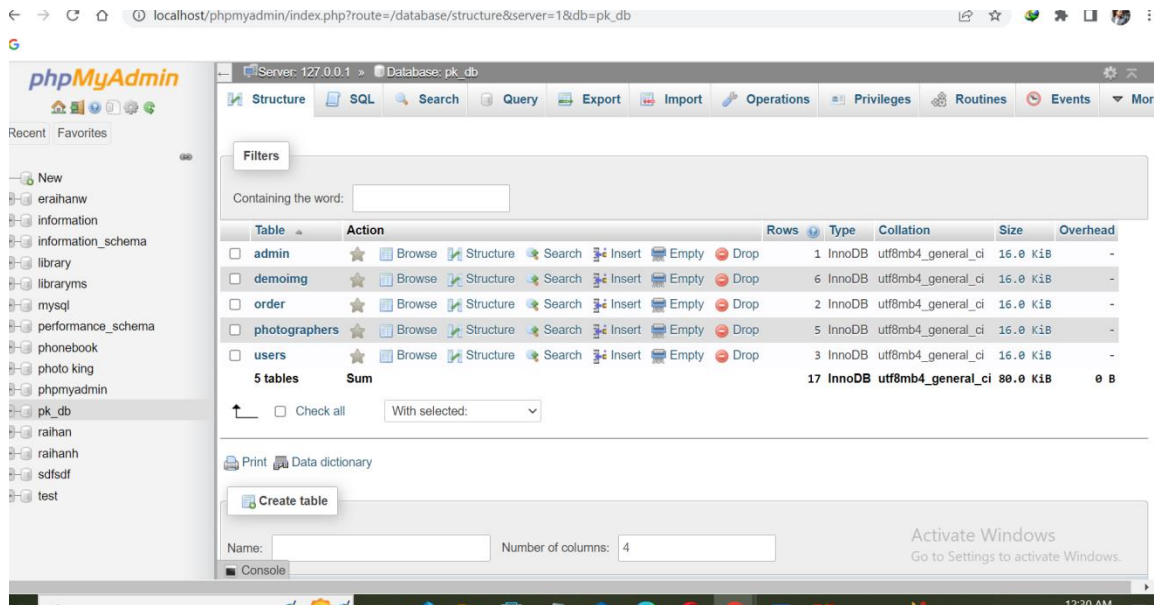 localhost/phpmyadmin/index.php?route=/database/structure&server=1&db=pk_db
G
phpMyAdmin
Recent Favorites
New
eraihanw
information
information_schema
library
libraryms
mysql
performance_schema
phonebook
photo king
phpmyadmin
pk_db
raihan
raihanh
sdfsdf
test
Server: 127.0.0.1 » Database: pk_db
Structure SQL Search Query Export Import Operations Privileges Routines Events Mor
Filters
Containing the word:
Table Action Rows Type Collation Size Overhead
admin Browse Structure Search Insert Empty Drop 1 InnoDB utf8mb4_general_ci 16.0 KiB -
demoimg Browse Structure Search Insert Empty Drop 6 InnoDB utf8mb4_general_ci 16.0 KiB -
order Browse Structure Search Insert Empty Drop 2 InnoDB utf8mb4_general_ci 16.0 KiB -
photographers Browse Structure Search Insert Empty Drop 5 InnoDB utf8mb4_general_ci 16.0 KiB -
users Browse Structure Search Insert Empty Drop 3 InnoDB utf8mb4_general_ci 16.0 KiB -
5 tables Sum 17 InnoDB utf8mb4_general_ci 80.0 KiB 0 B
Check all With selected:
Print Data dictionary
Create table
Name: Number of columns: 4
Console
Activate Windows
Go to Settings to activate Windows.
12:30 AM